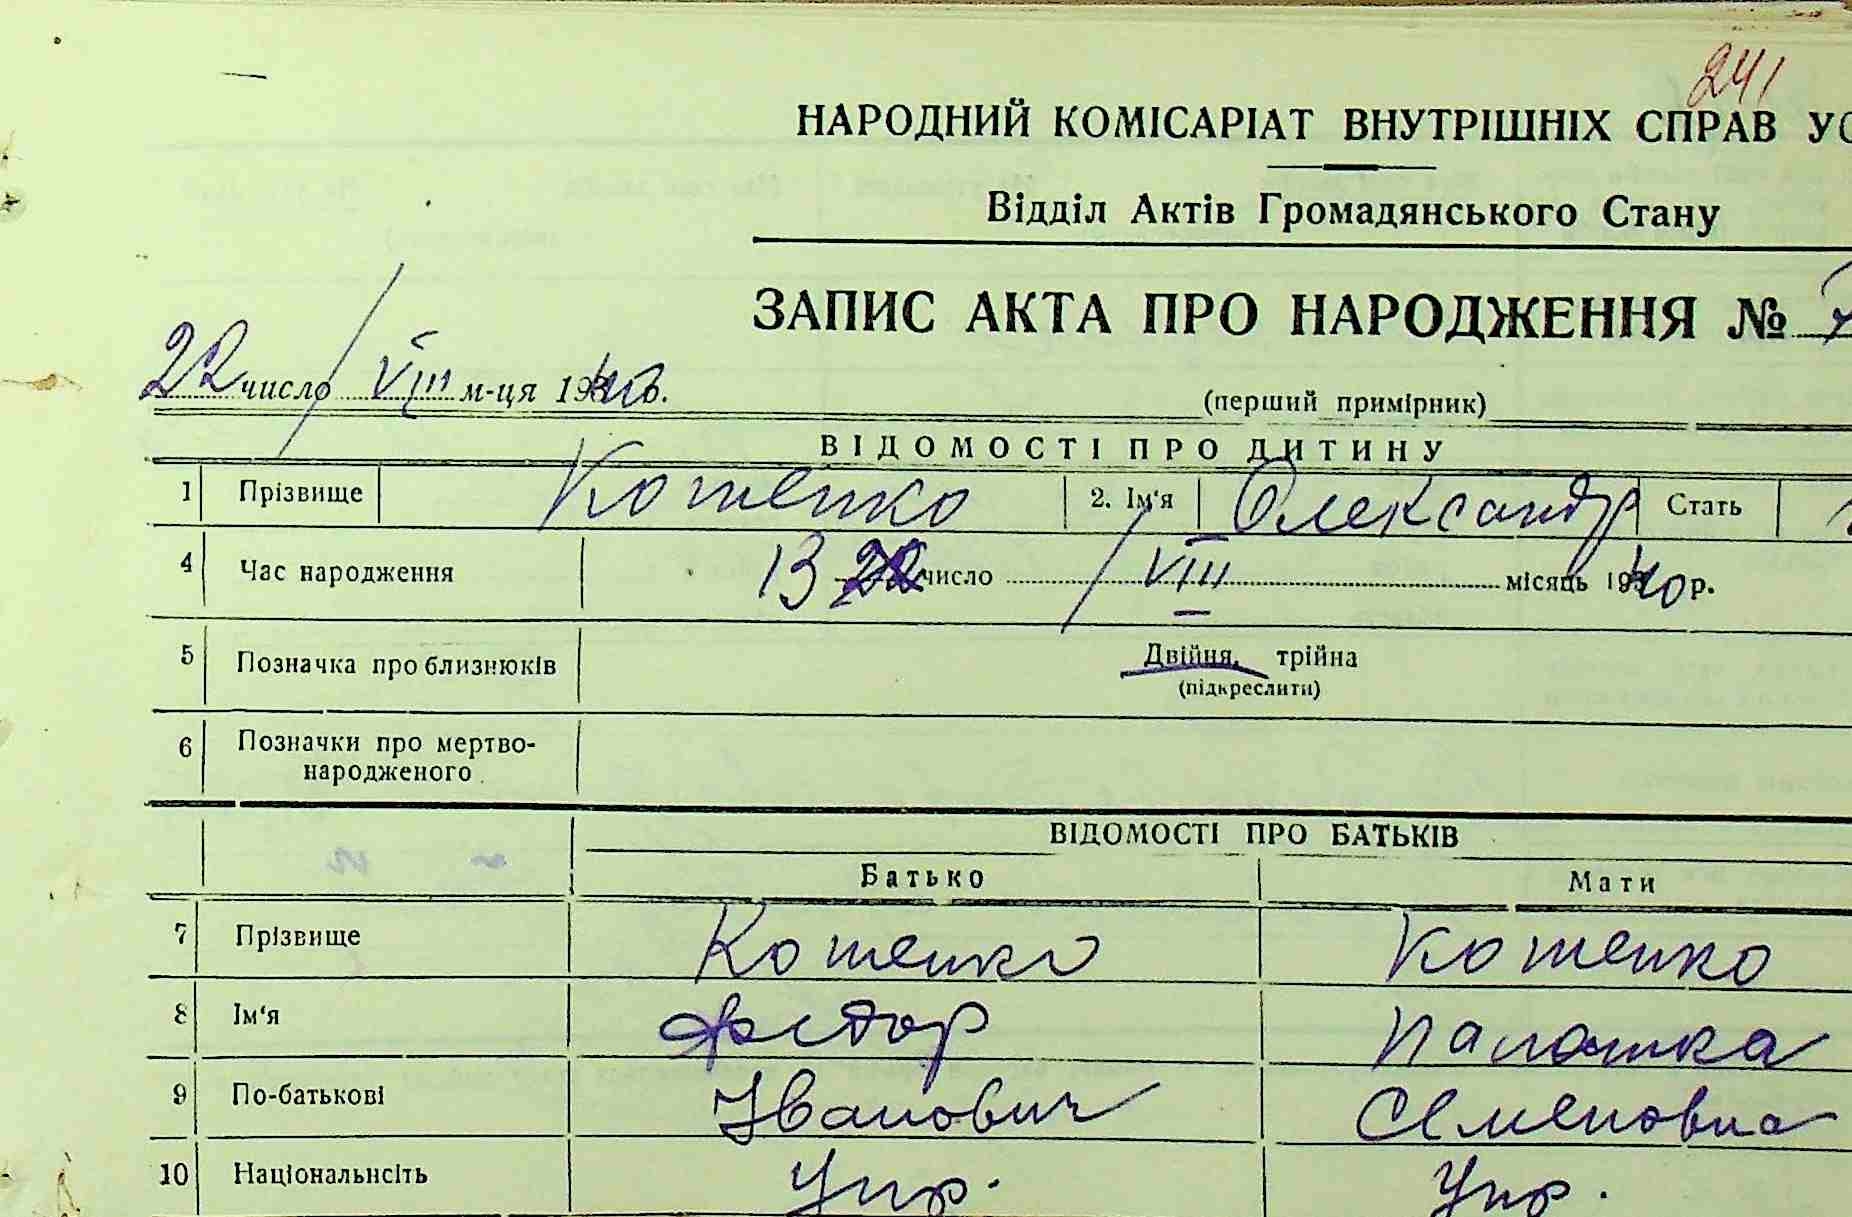 241
НАРОДНИЙ КОМІСАРІАТ ВНУТРІШНІХ СПРАВ УС
Відділ Актів Громадянського Стану
ЗАПИС АКТА ПРО НАРОДЖЕННЯ №
22 число VIII м-ця 1940.
(перший примірник)
ВІДОМОСТІ ПРО ДИТИНУ
1 Прізвище Котенко 2. Ім'я Олександр Стать
4 Час народження 13 число VIII місяць 1940 р.
5 Позначка про близнюків Двійня, трійна
(підкреслити)
6 Позначки про мертво-
народженого
ВІДОМОСТІ ПРО БАТЬКІВ
Батько Мати
7 Прізвище Котенко Котенко
8 Ім'я Федор Палажка
9 По-батькові Іванович Семеновна
10 Національнсіть Укр. Укр.